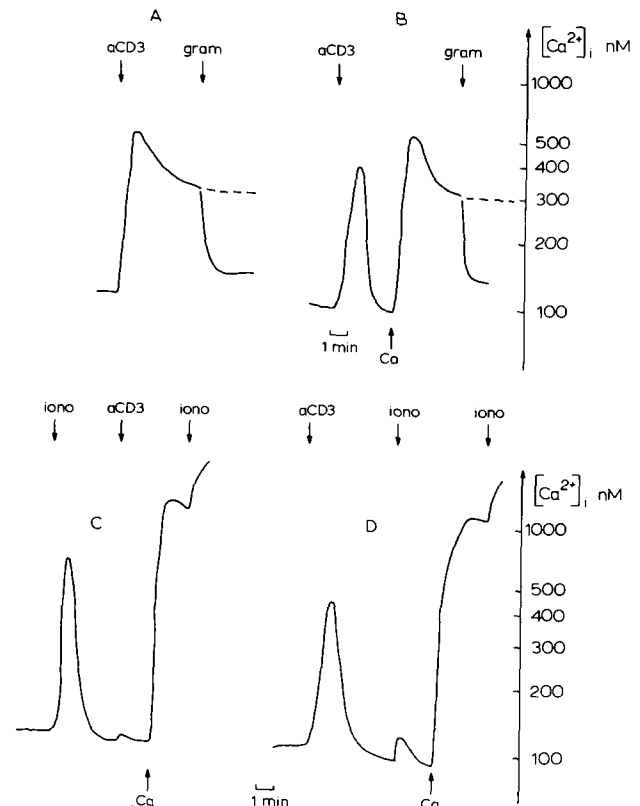 A B
aCD3 gram aCD3 gram [Ca²⁺]ᵢ nM
1000
500
400
300
200
100
1 min
Ca
iono aCD3 iono aCD3 iono iono
[Ca²⁺]ᵢ nM
C D
1000
500
400
300
200
100
1 min
Ca Ca